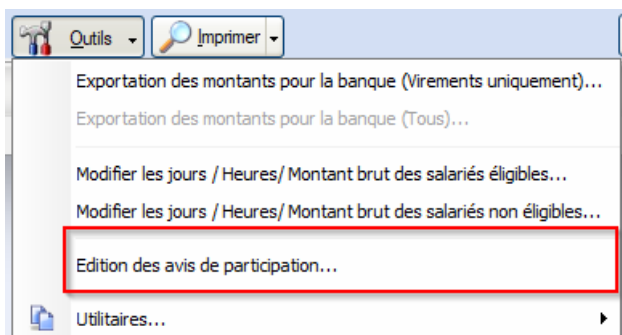 Outils Imprimer
Exportation des montants pour la banque (Virements uniquement)...
Exportation des montants pour la banque (Tous)...
Modifier les jours / Heures/ Montant brut des salariés éligibles...
Modifier les jours / Heures/ Montant brut des salariés non éligibles...
Edition des avis de participation...
Utilitaires...